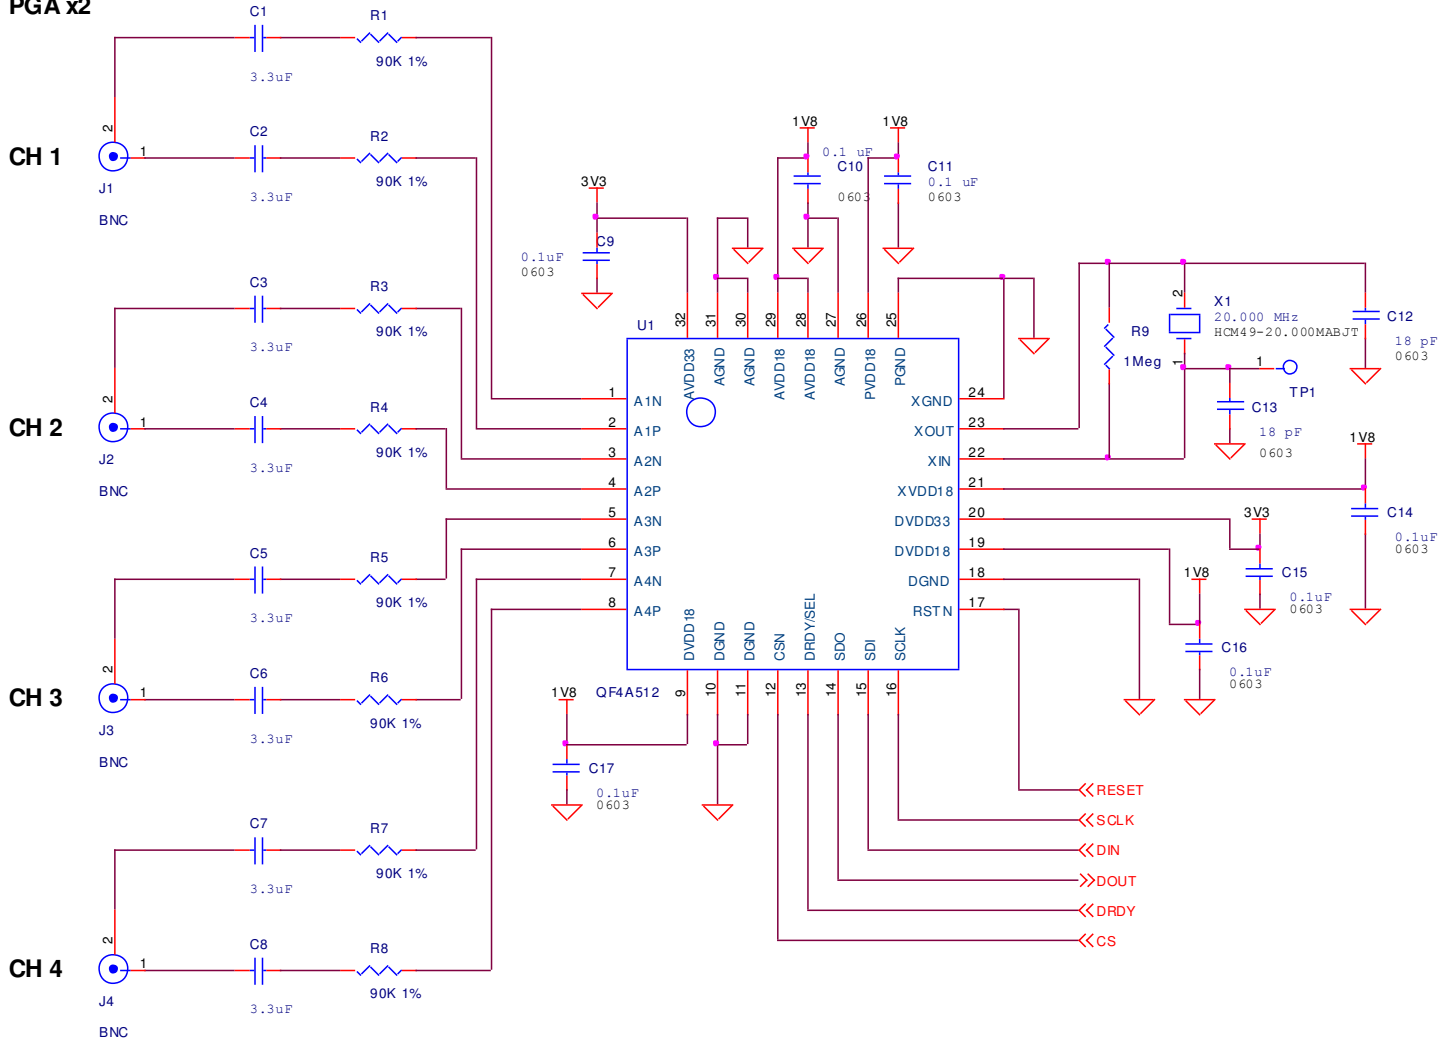 PGA x2
C1
R1
3.3uF
90K 1%
2
CH 1
1
J1
BNC
C2
R2
3.3uF
90K 1%
C3
R3
3.3uF
90K 1%
2
CH 2
1
J2
BNC
C4
R4
3.3uF
90K 1%
C5
R5
3.3uF
90K 1%
2
CH 3
1
J3
BNC
C6
R6
3.3uF
90K 1%
C7
R7
3.3uF
90K 1%
2
CH 4
1
J4
BNC
C8
R8
3.3uF
90K 1%
3V3
C9
0.1uF
0603
1V8
0.1 uF
C10
0603
1V8
C11
0.1 uF
0603
U1
32
31
30
29
28
27
26
25
AVDD33
AGND
AGND
AVDD18
AVDD18
AGND
PVDD18
PGND
1 A1N
2 A1P
3 A2N
4 A2P
5 A3N
6 A3P
7 A4N
8 A4P
XGND 24
XOUT 23
XIN 22
XVDD18 21
DVDD33 20
DVDD18 19
DGND 18
RSTN 17
DVDD18
DGND
DGND
CSN
DRDY/SEL
SDO
SDI
SCLK
9
10
11
12
13
14
15
16
QF4A512
1V8
C17
0.1uF
0603
R9
1Meg
2
X1
20.000 MHz
HCM49-20.000MABJT
1
1
TP1
C12
18 pF
0603
C13
18 pF
0603
1V8
C14
0.1uF
0603
3V3
C15
0.1uF
0603
1V8
C16
0.1uF
0603
RESET
SCLK
DIN
DOUT
DRDY
CS